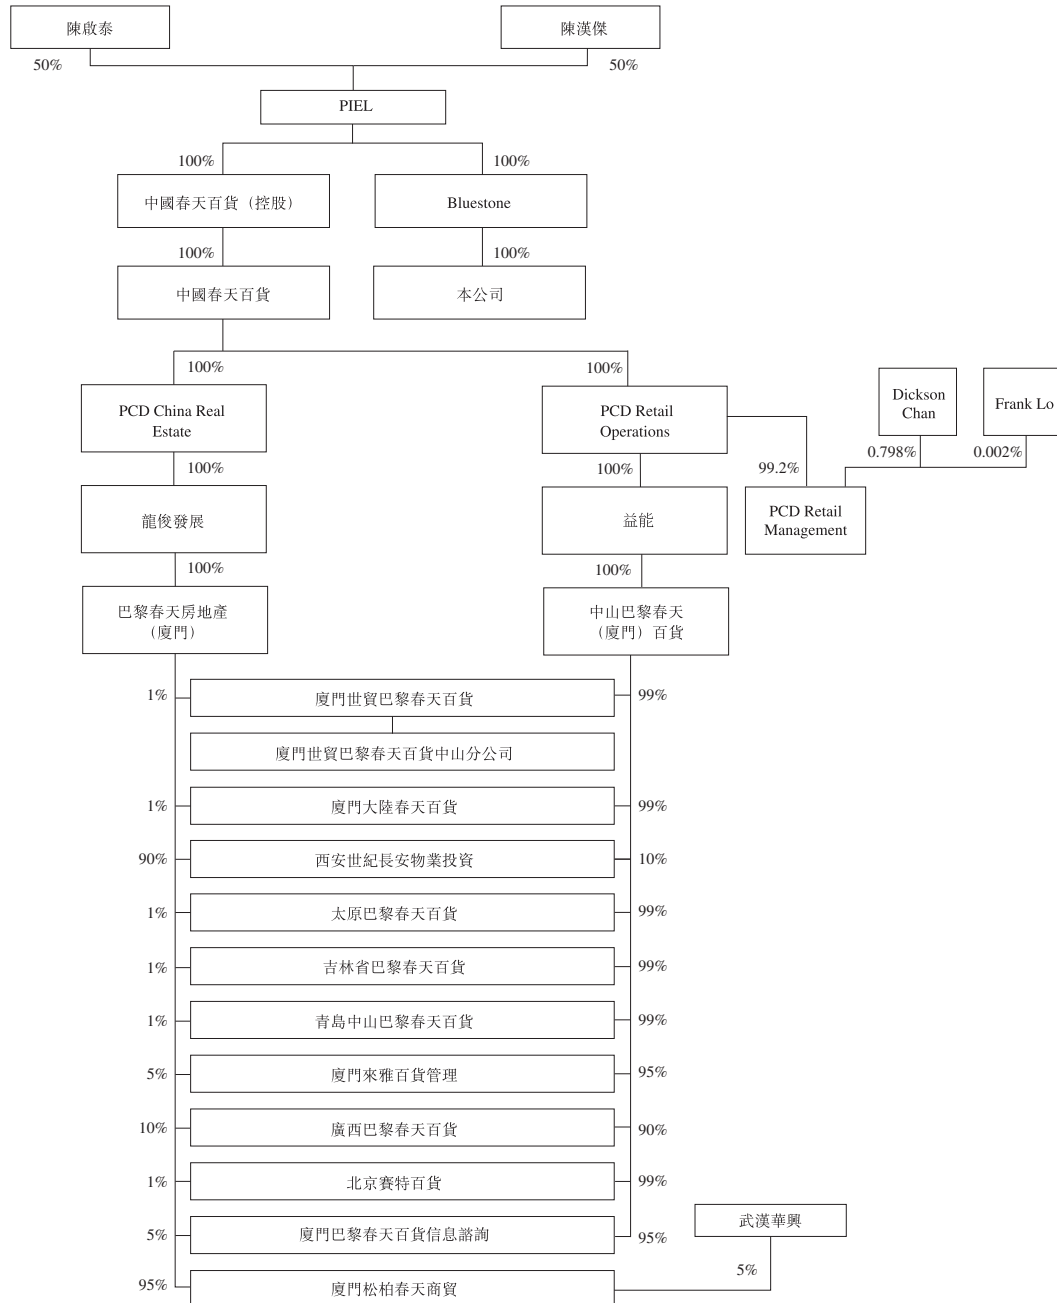 陳啟泰
陳漢傑
50%
50%
PIEL
100%
100%
中國春天百貨（控股）
Bluestone
100%
100%
中國春天百貨
本公司
100%
100%
PCD China Real
Estate
PCD Retail
Operations
Dickson
Chan
Frank Lo
100%
100%
99.2%
0.798%
0.002%
龍俊發展
益能
PCD Retail
Management
100%
100%
巴黎春天房地產
（廈門）
中山巴黎春天
（廈門）百貨
1%
廈門世貿巴黎春天百貨
99%
廈門世貿巴黎春天百貨中山分公司
1%
廈門大陸春天百貨
99%
90%
西安世紀長安物業投資
10%
1%
太原巴黎春天百貨
99%
1%
吉林省巴黎春天百貨
99%
1%
青島中山巴黎春天百貨
99%
5%
廈門來雅百貨管理
95%
10%
廣西巴黎春天百貨
90%
1%
北京賽特百貨
99%
5%
廈門巴黎春天百貨信息諮詢
95%
武漢華興
95%
廈門松柏春天商貿
5%